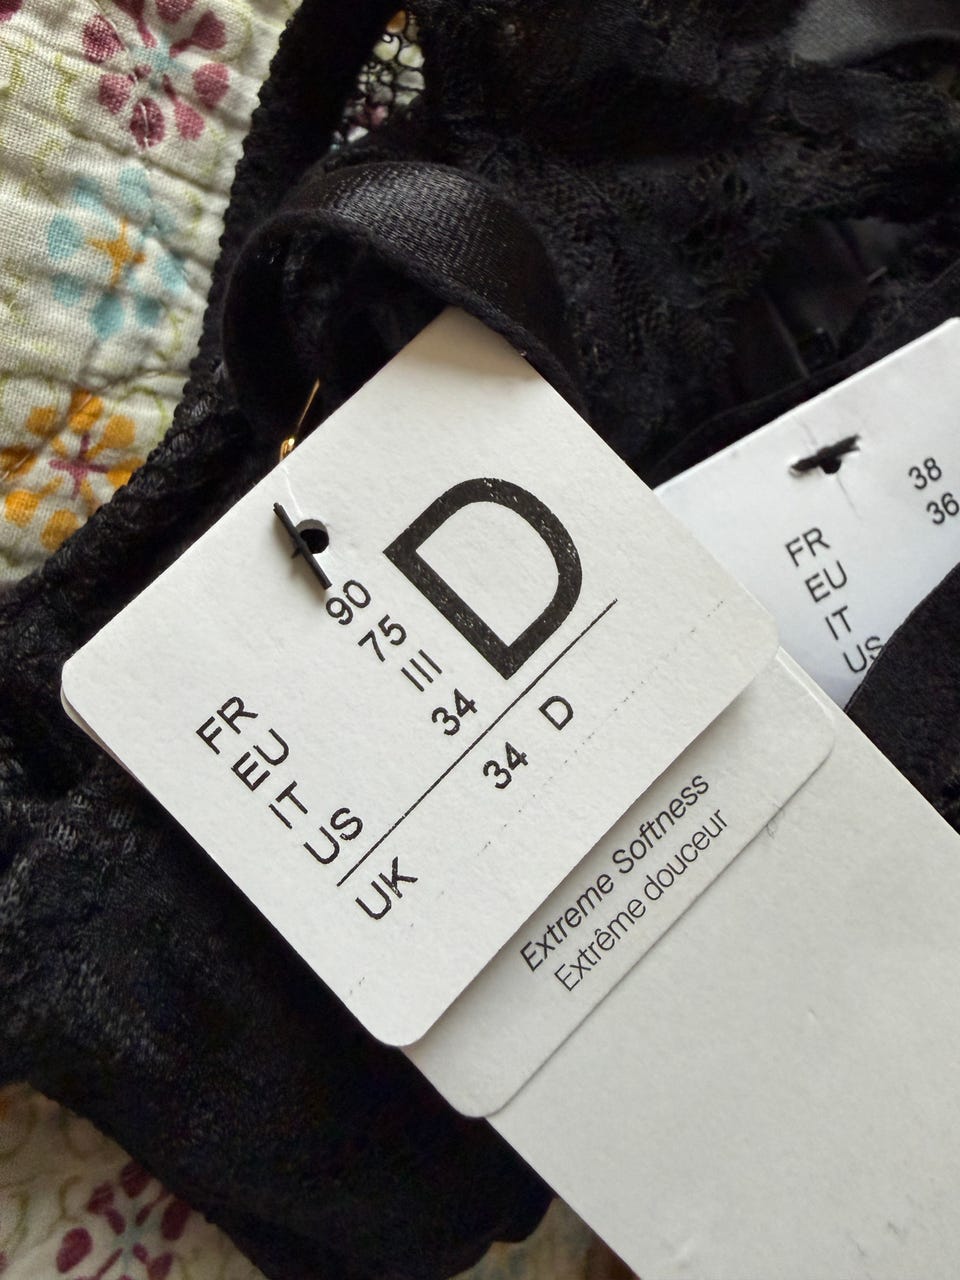 FR 90 D
EU 75
IT III
US 34
UK 34 D
Extreme Softness
Extrême douceur
FR 38
EU 36
IT
US